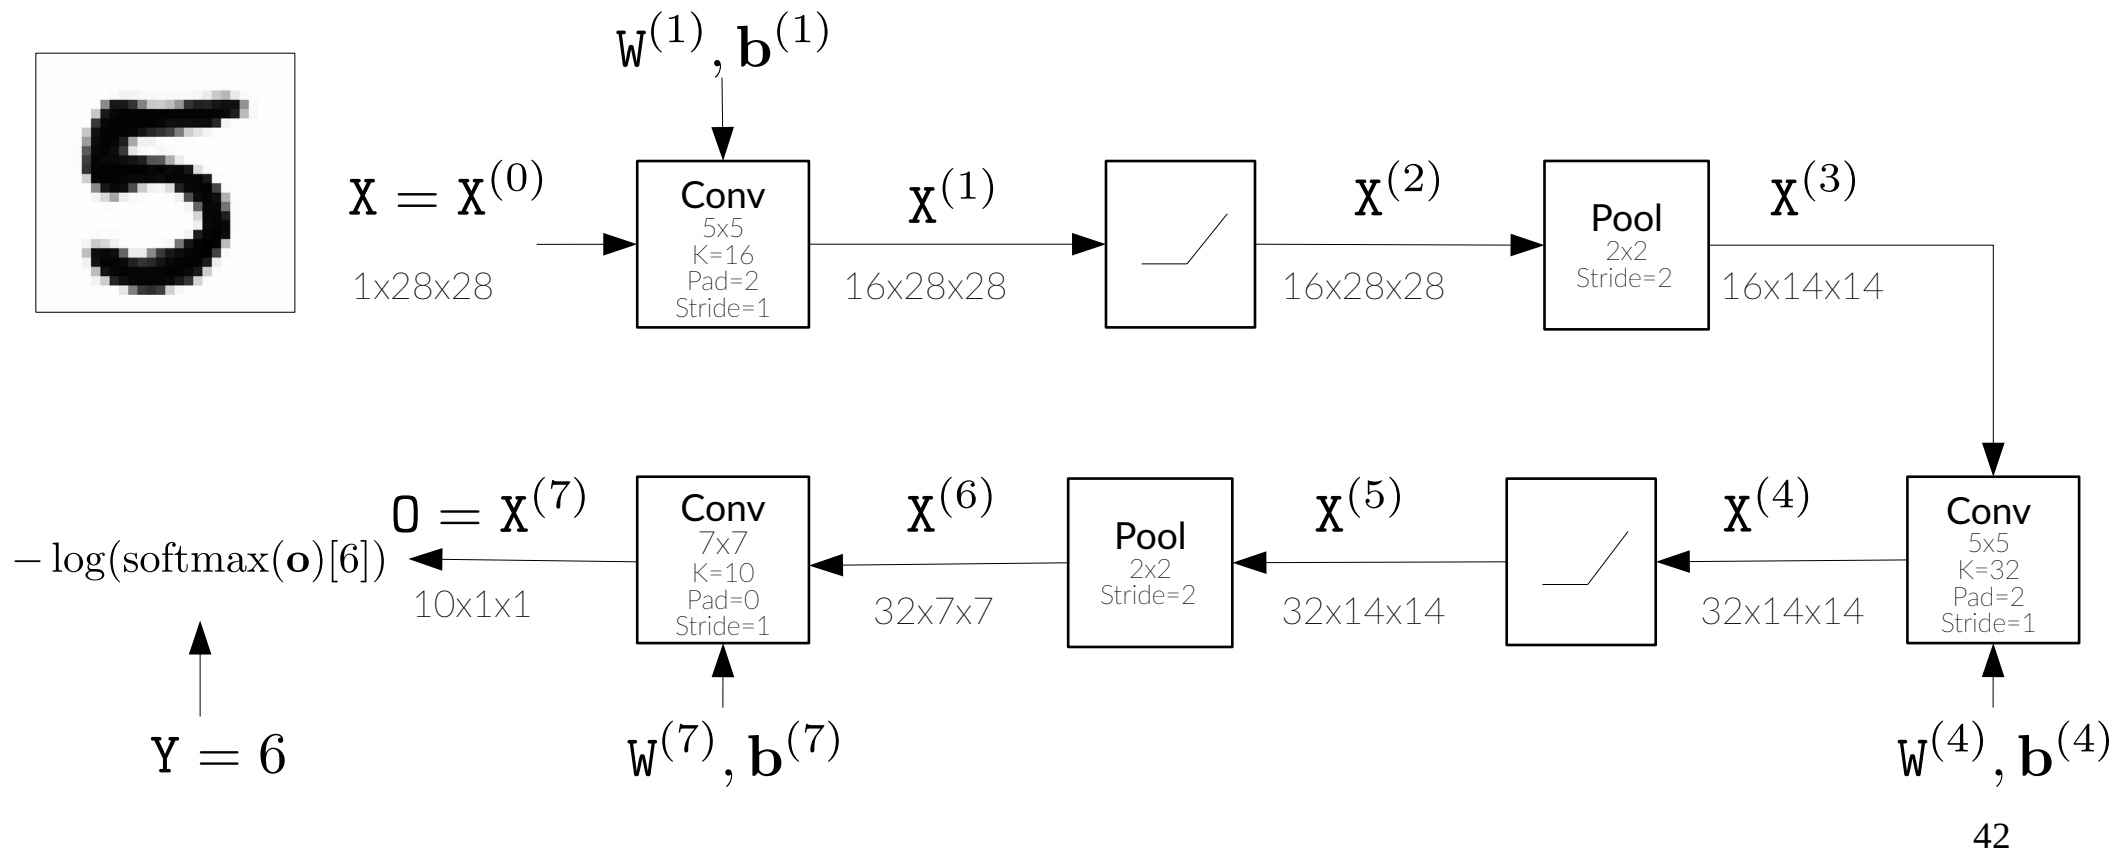 5
W^(1), b^(1)
X = X^(0)
1x28x28
Conv
5x5
K=16
Pad=2
Stride=1
X^(1)
16x28x28
X^(2)
16x28x28
Pool
2x2
Stride=2
X^(3)
16x14x14
− log(softmax(o)[6])
Y = 6
O = X^(7)
10x1x1
Conv
7x7
K=10
Pad=0
Stride=1
W^(7), b^(7)
X^(6)
32x7x7
Pool
2x2
Stride=2
X^(5)
32x14x14
X^(4)
32x14x14
Conv
5x5
K=32
Pad=2
Stride=1
W^(4), b^(4)
42